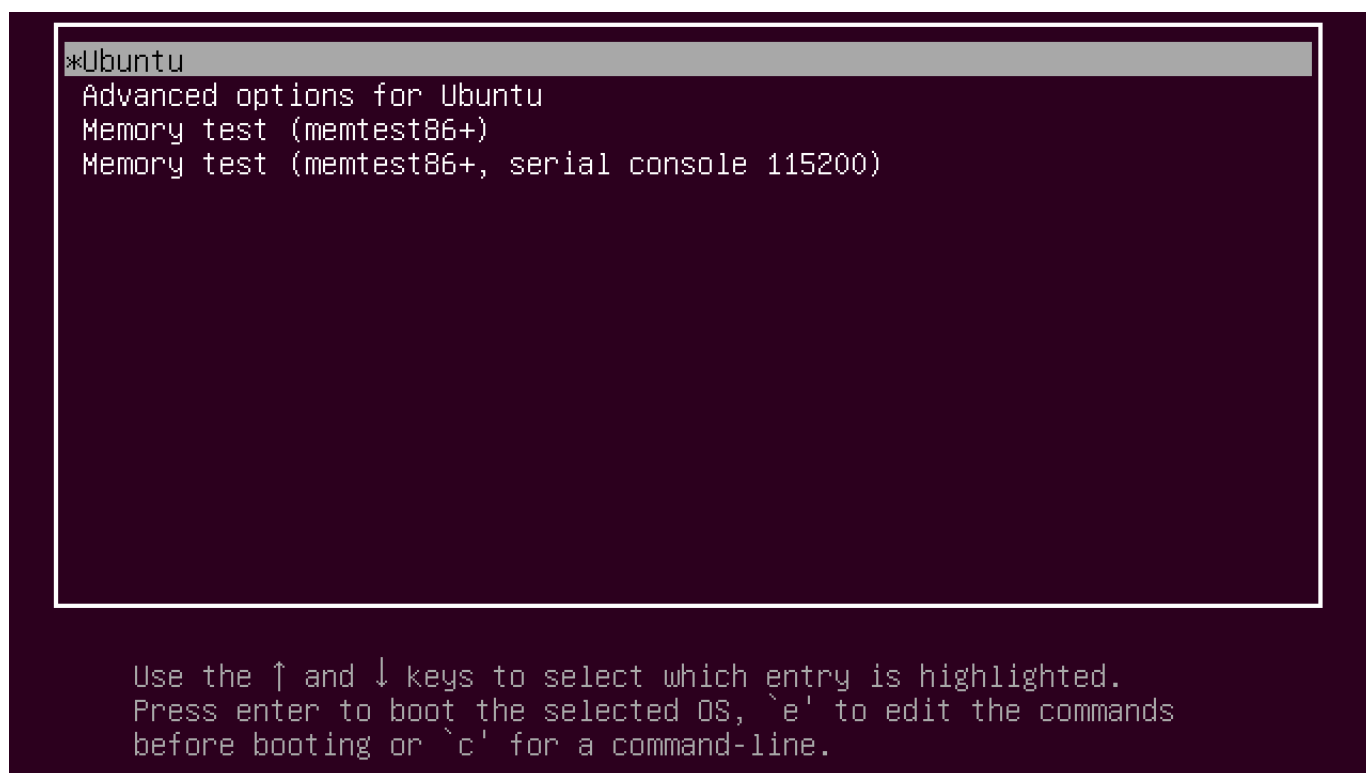 *Ubuntu
Advanced options for Ubuntu
Memory test (memtest86+)
Memory test (memtest86+, serial console 115200)
Use the ↑ and ↓ keys to select which entry is highlighted.
Press enter to boot the selected OS, `e' to edit the commands
before booting or `c' for a command-line.